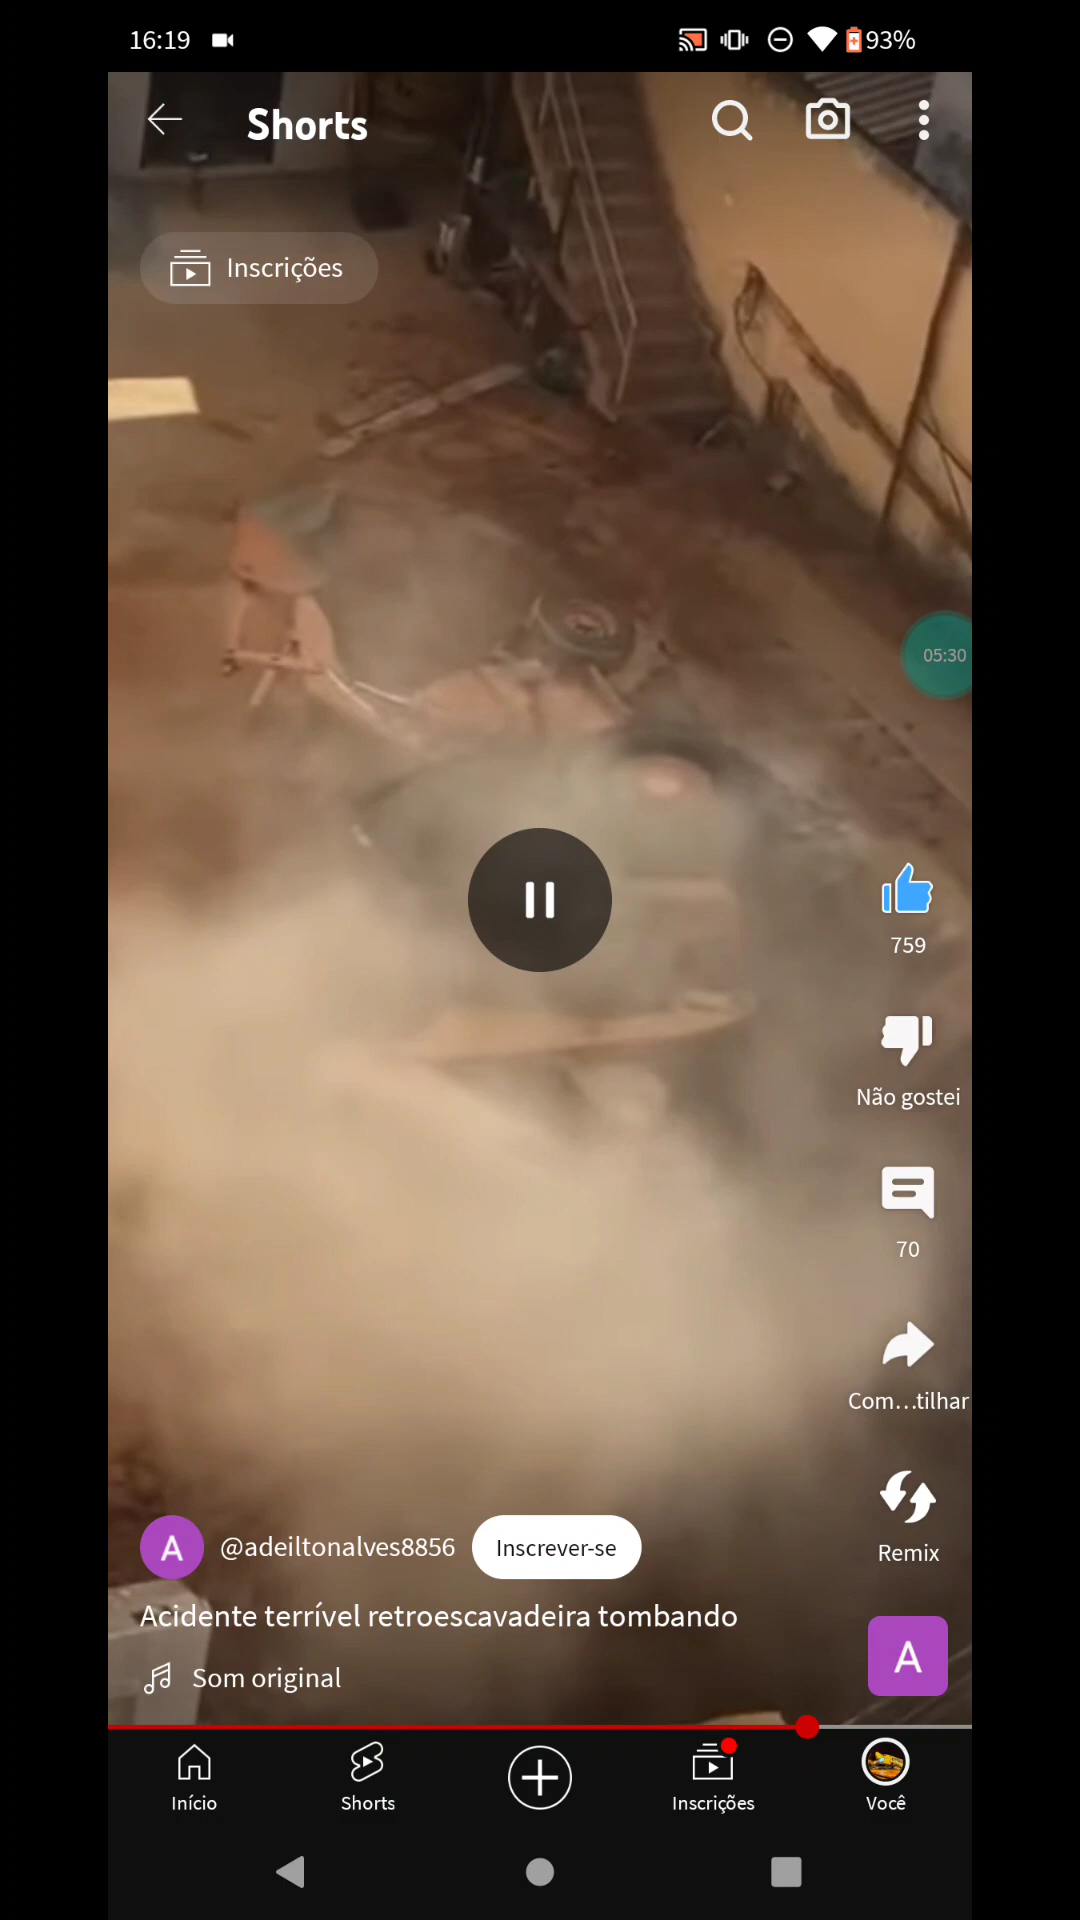 16:19
93%
Shorts
Inscrições
05:30
759
Não gostei
70
Com...tilhar
Remix
A
@adeiltonalves8856
Inscrever-se
Acidente terrível retroescavadeira tombando
A
Som original
Início
Shorts
Inscrições
Você